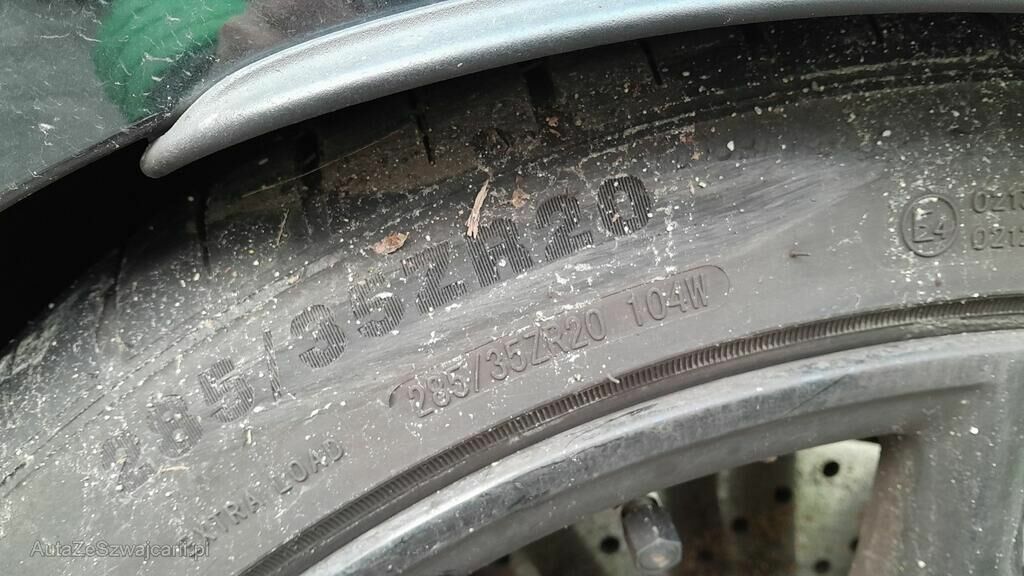 285/35ZR20
285/35ZR20 104W
E4
EXTRA LOAD
AutaZeSzwajcarii.pl